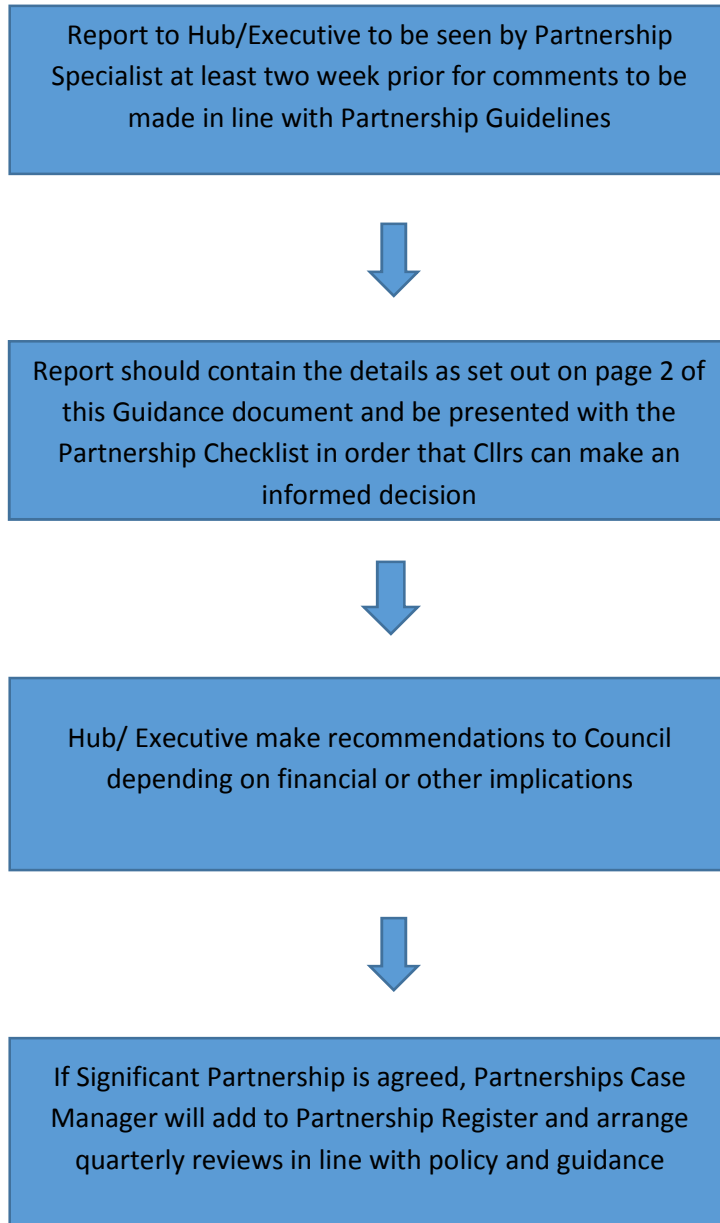 Report to Hub/Executive to be seen by Partnership
Specialist at least two week prior for comments to be
made in line with Partnership Guidelines
Report should contain the details as set out on page 2 of
this Guidance document and be presented with the
Partnership Checklist in order that Cllrs can make an
informed decision
Hub/ Executive make recommendations to Council
depending on financial or other implications
If Significant Partnership is agreed, Partnerships Case
Manager will add to Partnership Register and arrange
quarterly reviews in line with policy and guidance